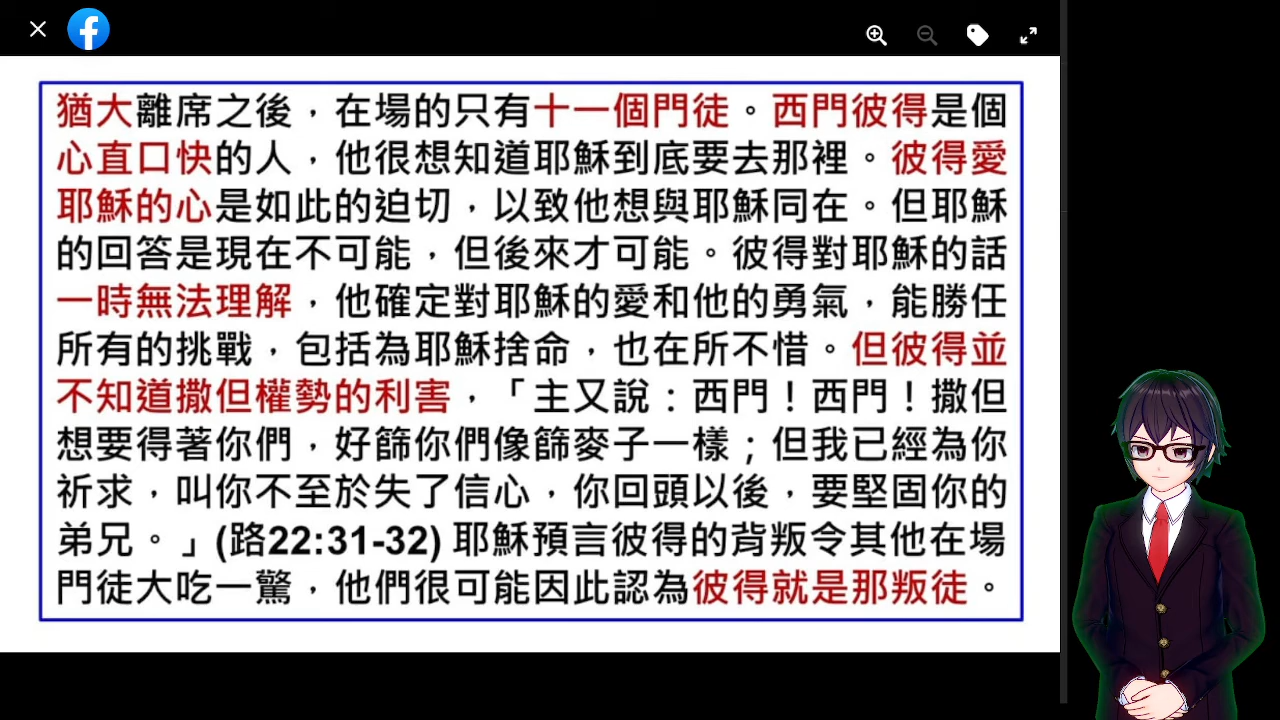 猶大離席之後，在場的只有十一個門徒。西門彼得是個
心直口快的人，他很想知道耶穌到底要去那裡。彼得愛
耶穌的心是如此的迫切，以致他想與耶穌同在。但耶穌
的回答是現在不可能，但後來才可能。彼得對耶穌的話
一時無法理解，他確定對耶穌的愛和他的勇氣，能勝任
所有的挑戰，包括為耶穌捨命，也在所不惜。但彼得並
不知道撒但權勢的利害，「主又說：西門！西門！撒但
想要得著你們，好篩你們像篩麥子一樣；但我已經為你
祈求，叫你不至於失了信心，你回頭以後，要堅固你的
弟兄。」(路22:31-32) 耶穌預言彼得的背叛令其他在場
門徒大吃一驚，他們很可能因此認為彼得就是那叛徒。